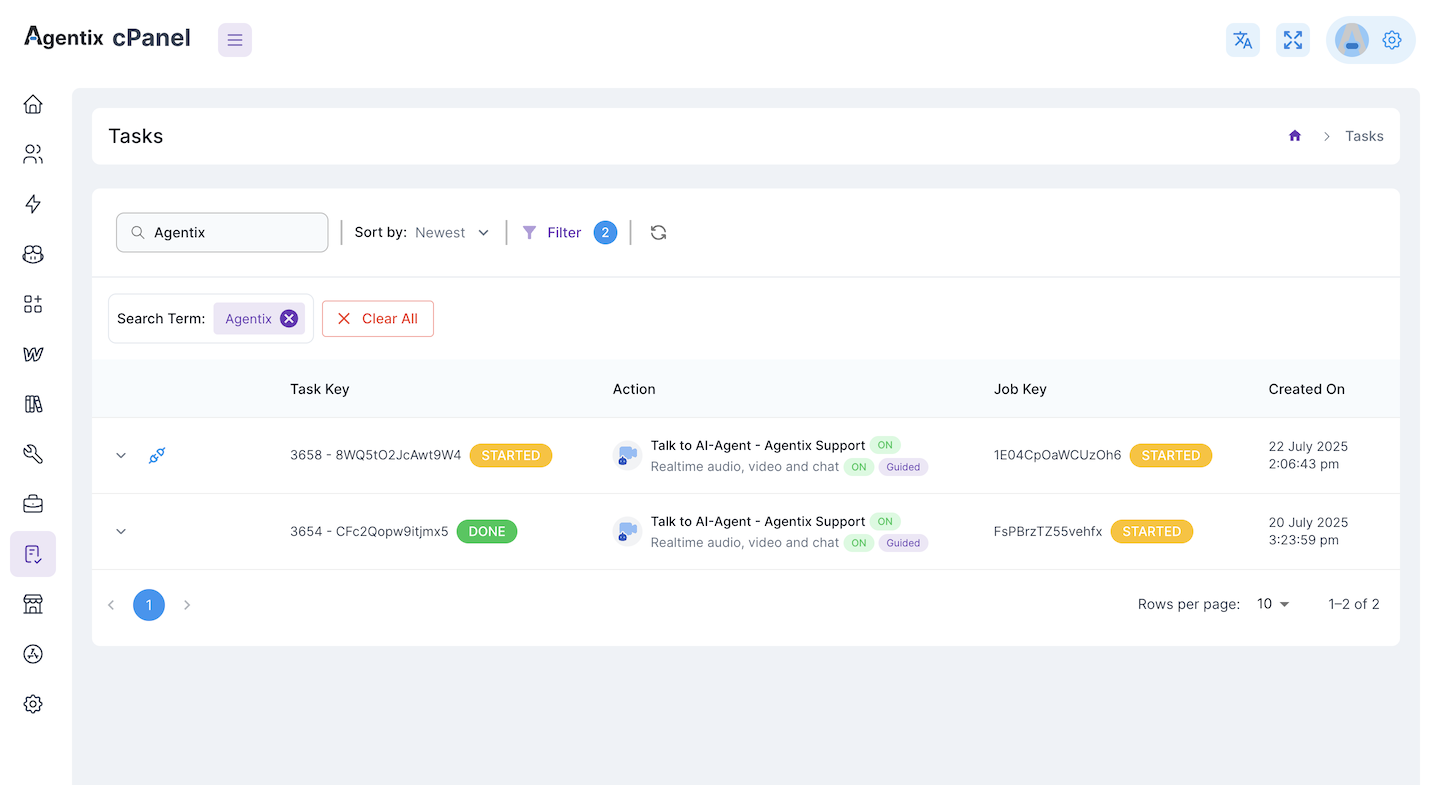 Agentix cPanel
Tasks
Tasks
Agentix
Sort by: Newest
Filter 2
Search Term: Agentix
Clear All
Task Key Action Job Key Created On
3658 - 8WQ5tO2JcAwt9W4 STARTED
Talk to AI-Agent - Agentix Support ON
Realtime audio, video and chat ON Guided
1E04CpOaWCUzOh6 STARTED
22 July 2025
2:06:43 pm
3654 - CFc2Qopw9itjmx5 DONE
Talk to AI-Agent - Agentix Support ON
Realtime audio, video and chat ON Guided
FsPBrzTZ55vehfx STARTED
20 July 2025
3:23:59 pm
1
Rows per page: 10 1–2 of 2